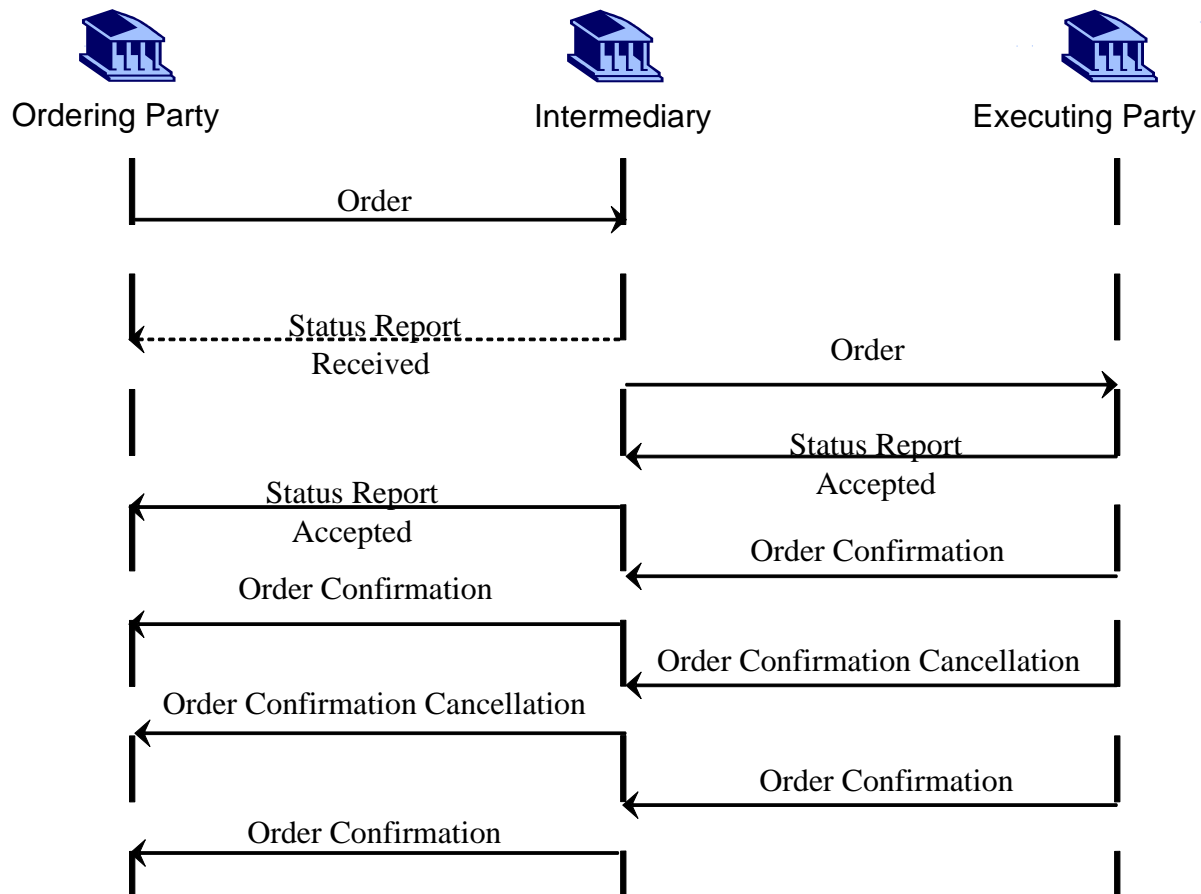 Ordering Party
Intermediary
Executing Party
Order
Status Report
Received
Order
Status Report
Accepted
Status Report
Accepted
Order Confirmation
Order Confirmation
Order Confirmation Cancellation
Order Confirmation Cancellation
Order Confirmation
Order Confirmation